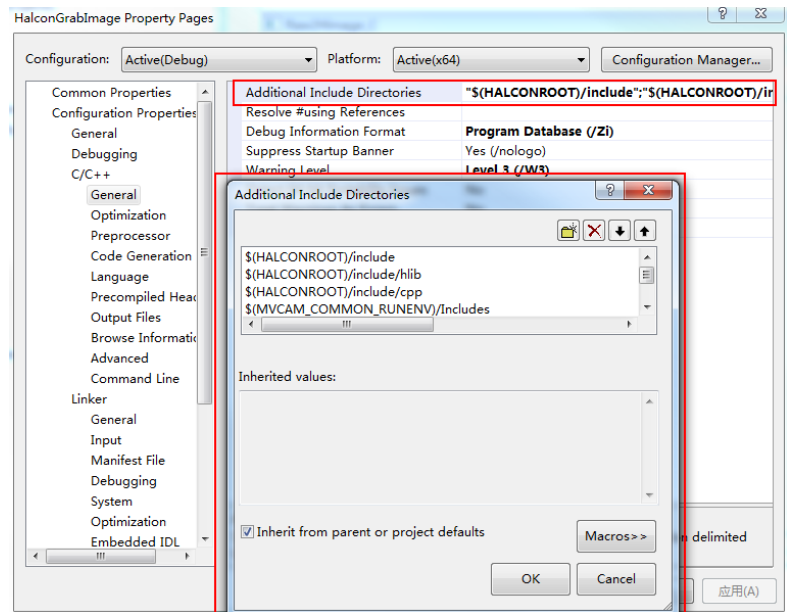 HalconGrabImage Property Pages
Configuration: Active(Debug) Platform: Active(x64) Configuration Manager...
Common Properties
Configuration Properties
General
Debugging
C/C++
General
Optimization
Preprocessor
Code Generation
Language
Precompiled Head
Output Files
Browse Informatic
Advanced
Command Line
Linker
General
Input
Manifest File
Debugging
System
Optimization
Embedded IDL
Additional Include Directories "$(HALCONROOT)/include";"$(HALCONROOT)/ir
Resolve #using References
Debug Information Format Program Database (/Zi)
Suppress Startup Banner Yes (/nologo)
Warning Level Level 3 (/W3)
Additional Include Directories
$(HALCONROOT)/include
$(HALCONROOT)/include/hlib
$(HALCONROOT)/include/cpp
$(MVCAM_COMMON_RUNENV)/Includes
Inherited values:
Inherit from parent or project defaults
Macros>>
delimited
OK Cancel
应用(A)